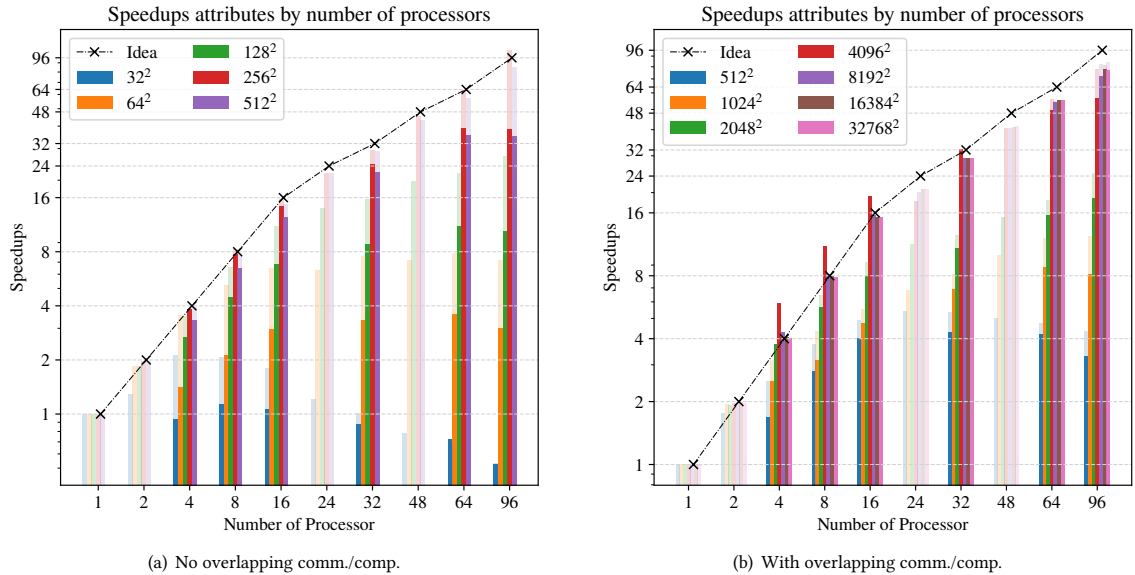 Speedups attributes by number of processors
Idea
32²
64²
128²
256²
512²
96
64
48
32
24
16
8
4
2
1
Speedups
1 2 4 8 16 24 32 48 64 96
Number of Processor
(a) No overlapping comm./comp.
Speedups attributes by number of processors
Idea
512²
1024²
2048²
4096²
8192²
16384²
32768²
96
64
48
32
24
16
8
4
2
1
Speedups
1 2 4 8 16 24 32 48 64 96
Number of Processor
(b) With overlapping comm./comp.